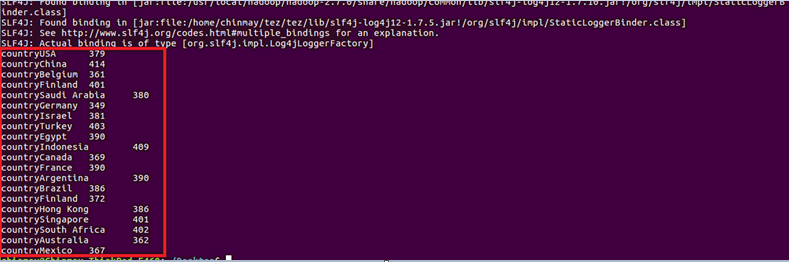 SLF4J: Found binding in [jar:file:/usr/local/hadoop/hadoop-2.7.0/share/hadoop/common/lib/slf4j-log4j12-1.7.10.jar!/org/slf4j/impl/StaticLoggerB
inder.class]
SLF4J: Found binding in [jar:file:/home/chinmay/tez/tez/lib/slf4j-log4j12-1.7.5.jar!/org/slf4j/impl/StaticLoggerBinder.class]
SLF4J: See http://www.slf4j.org/codes.html#multiple_bindings for an explanation.
SLF4J: Actual binding is of type [org.slf4j.impl.Log4jLoggerFactory]
countryUSA 379
countryChina 414
countryBelgium 361
countryFinland 401
countrySaudi Arabia 380
countryGermany 349
countryIsrael 381
countryTurkey 403
countryEgypt 390
countryIndonesia 409
countryCanada 369
countryFrance 390
countryArgentina 390
countryBrazil 386
countryFinland 372
countryHong Kong 386
countrySingapore 401
countrySouth Africa 402
countryAustralia 362
countryMexico 367